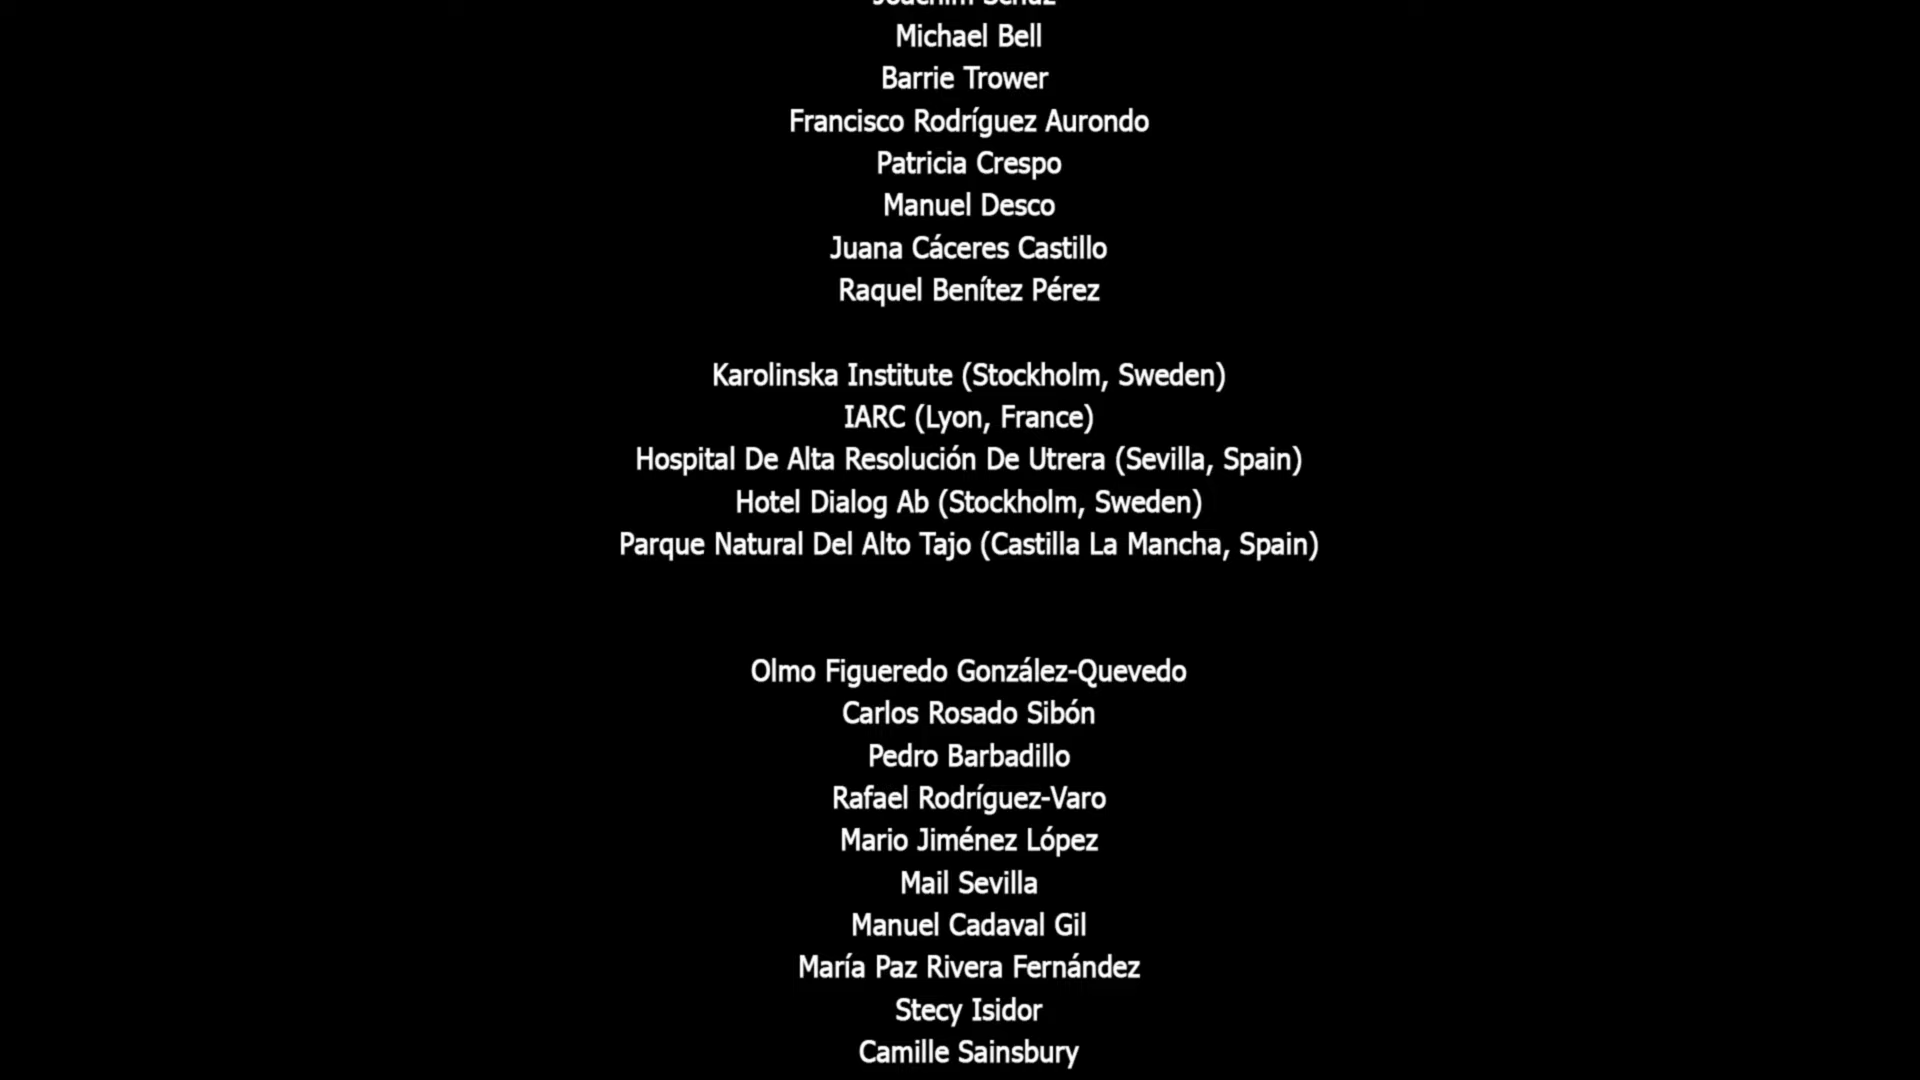 Joachim Schüz
Michael Bell
Barrie Trower
Francisco Rodríguez Aurondo
Patricia Crespo
Manuel Desco
Juana Cáceres Castillo
Raquel Benítez Pérez
Karolinska Institute (Stockholm, Sweden)
IARC (Lyon, France)
Hospital De Alta Resolución De Utrera (Sevilla, Spain)
Hotel Dialog Ab (Stockholm, Sweden)
Parque Natural Del Alto Tajo (Castilla La Mancha, Spain)
Olmo Figueredo González-Quevedo
Carlos Rosado Sibón
Pedro Barbadillo
Rafael Rodríguez-Varo
Mario Jiménez López
Mail Sevilla
Manuel Cadaval Gil
María Paz Rivera Fernández
Stecy Isidor
Camille Sainsbury